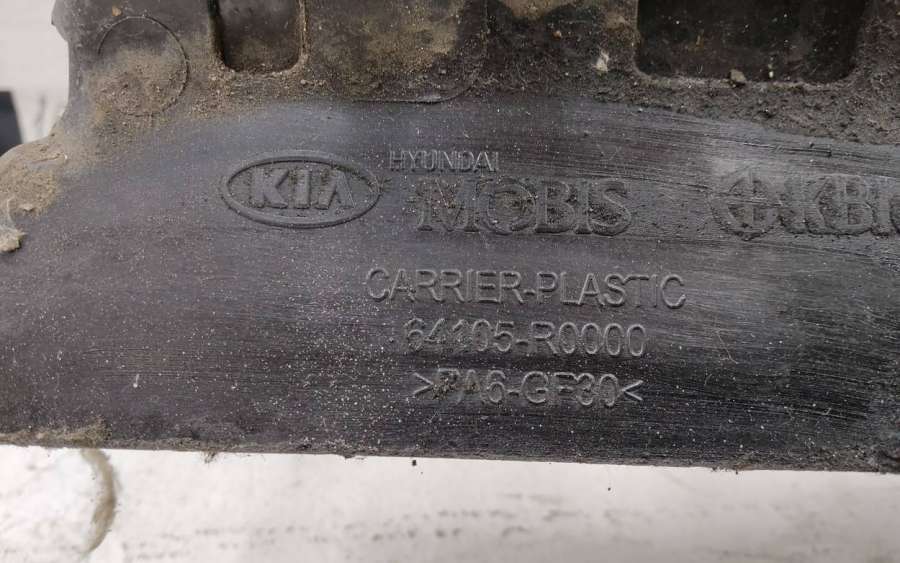 KIA HYUNDAI MOBIS
CARRIER-PLASTIC
64105-R0000
>PA6-GF30<